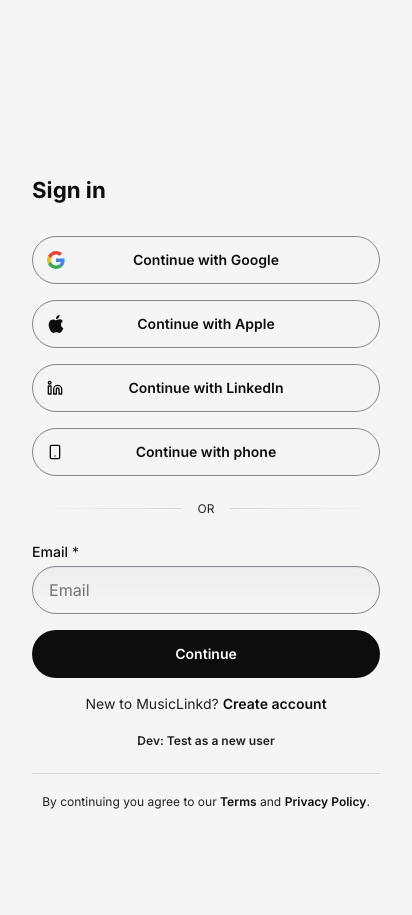 Sign in
Continue with Google
Continue with Apple
Continue with LinkedIn
Continue with phone
OR
Email *
Email
Continue
New to MusicLinkd? Create account
Dev: Test as a new user
By continuing you agree to our Terms and Privacy Policy.